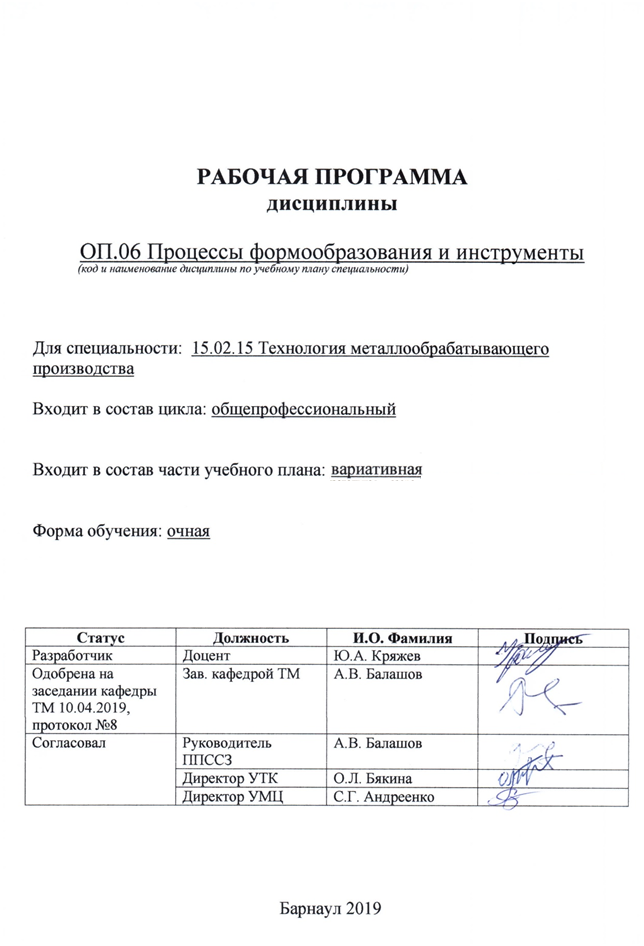 РАБОЧАЯ ПРОГРАММА
дисциплины
ОП.06 Процессы формообразования и инструменты
(код и наименование дисциплины по учебному плану специальности)
Для специальности: 15.02.15 Технология металлообрабатывающего
производства
Входит в состав цикла: общепрофессиональный
Входит в состав части учебного плана: вариативная
Форма обучения: очная
Статус Должность И.О. Фамилия Подпись
Разработчик Доцент Ю.А. Кряжев
Одобрена на Зав. кафедрой ТМ А.В. Балашов
заседании кафедры
ТМ 10.04.2019,
протокол №8
Согласовал Руководитель А.В. Балашов
ППССЗ
Директор УТК О.Л. Бякина
Директор УМЦ С.Г. Андреенко
Барнаул 2019